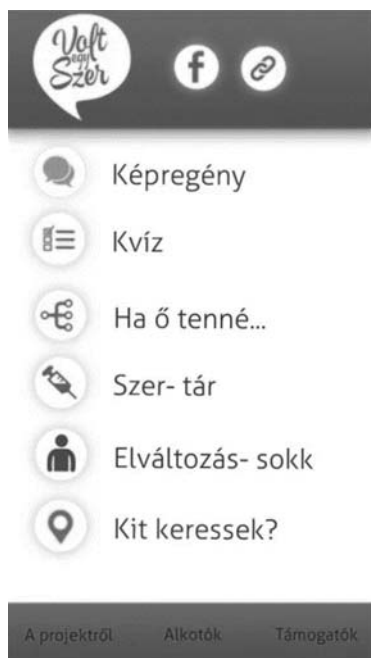 Volt
egy
Szer
Képregény
Kvíz
Ha ő tenné...
Szer- tár
Elváltozás- sokk
Kit keressek?
A projektről Alkotók Támogatók